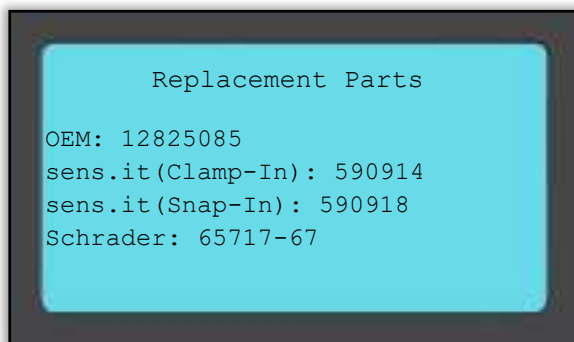 Replacement Parts
OEM: 12825085
sens.it(Clamp-In): 590914
sens.it(Snap-In): 590918
Schrader: 65717-67